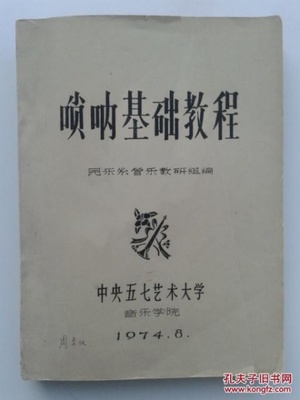 唢呐基础教程
民乐系管乐教研组编
中央五七艺术大学
音乐学院
1974.8.
孔夫子旧书网